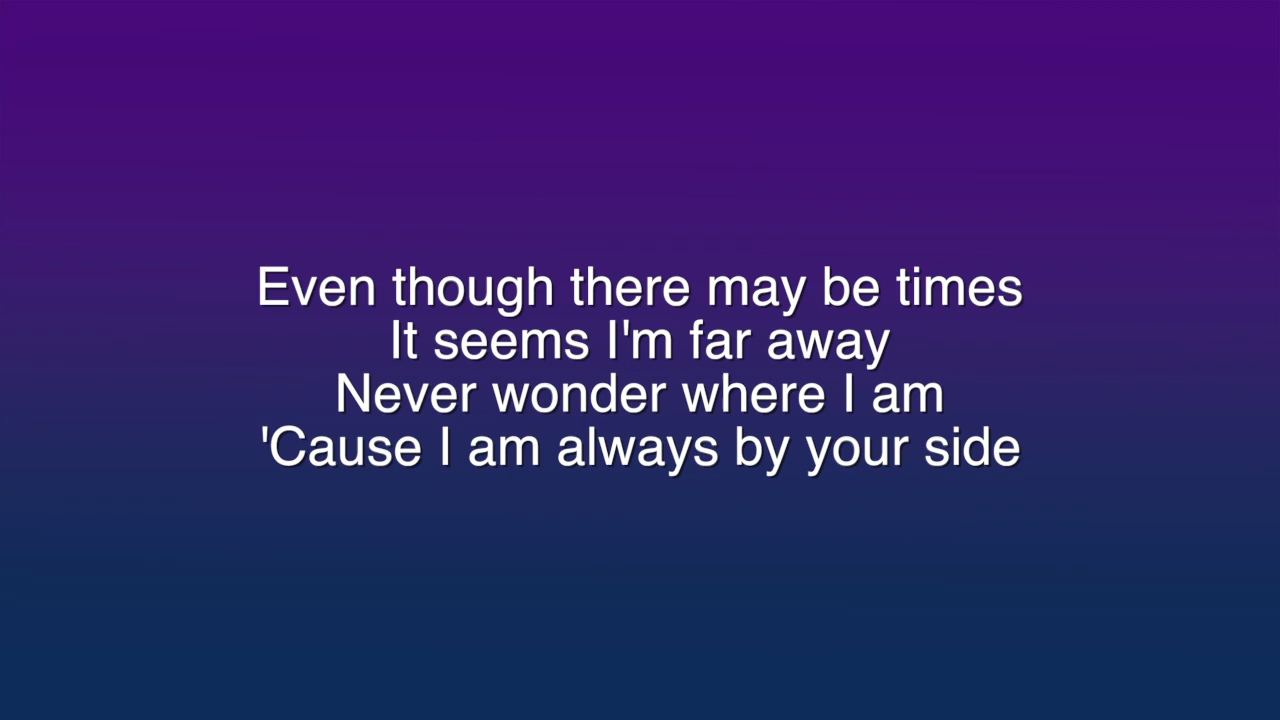 Even though there may be times
It seems I'm far away
Never wonder where I am
'Cause I am always by your side